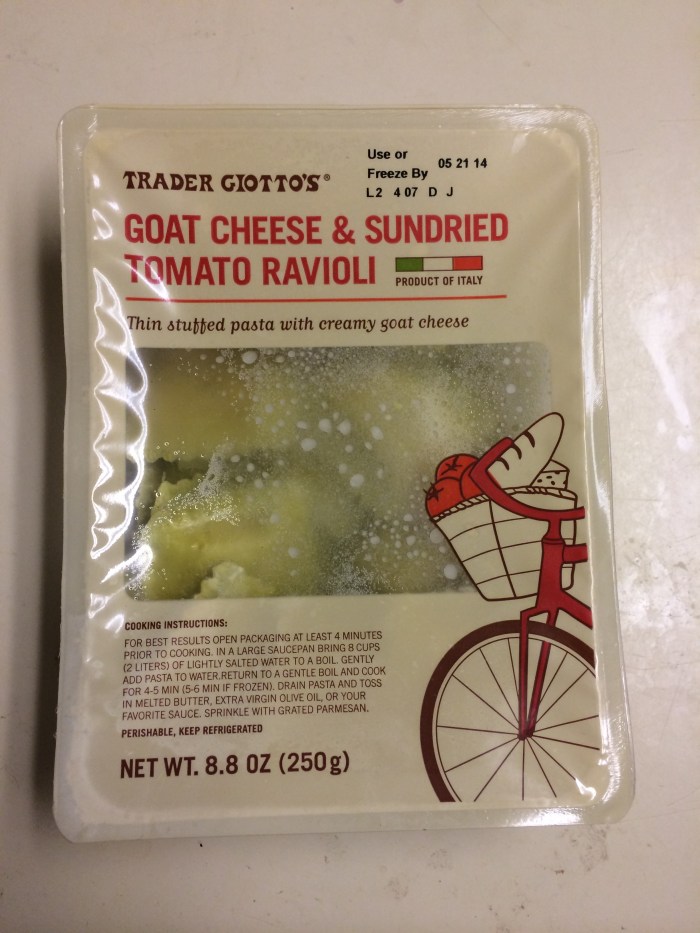 Use or
Freeze By 05 21 14
L2 4 07 D J
TRADER GIOTTO'S®
GOAT CHEESE & SUNDRIED
TOMATO RAVIOLI
PRODUCT OF ITALY
Thin stuffed pasta with creamy goat cheese
COOKING INSTRUCTIONS:
FOR BEST RESULTS OPEN PACKAGING AT LEAST 4 MINUTES
PRIOR TO COOKING. IN A LARGE SAUCEPAN BRING 8 CUPS
(2 LITERS) OF LIGHTLY SALTED WATER TO A BOIL. GENTLY
ADD PASTA TO WATER.RETURN TO A GENTLE BOIL AND COOK
FOR 4-5 MIN (5-6 MIN IF FROZEN). DRAIN PASTA AND TOSS
IN MELTED BUTTER, EXTRA VIRGIN OLIVE OIL, OR YOUR
FAVORITE SAUCE. SPRINKLE WITH GRATED PARMESAN.
PERISHABLE, KEEP REFRIGERATED
NET WT. 8.8 OZ (250g)